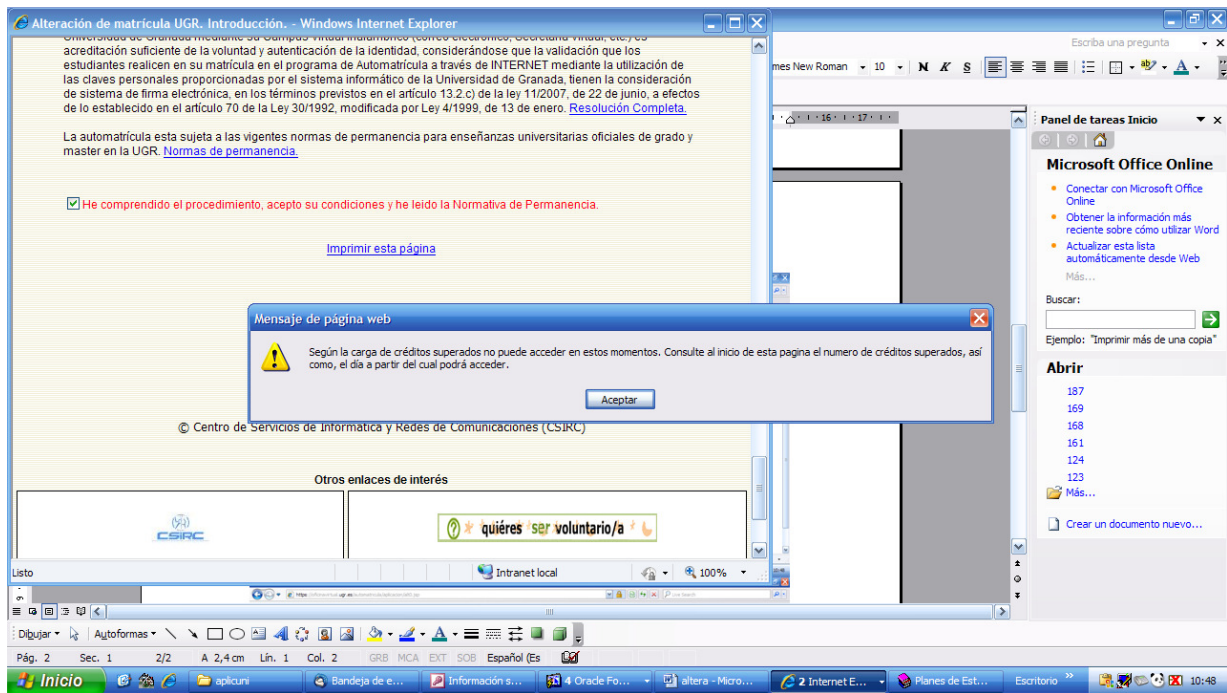 Alteración de matrícula UGR. Introducción. - Windows Internet Explorer
Universidad de Granada mediante su Campus Virtual Inalámbrico (correo electrónico, Secretaría Virtual, etc.) es
acreditación suficiente de la voluntad y autenticación de la identidad, considerándose que la validación que los
estudiantes realicen en su matrícula en el programa de Automatrícula a través de INTERNET mediante la utilización de
las claves personales proporcionadas por el sistema informático de la Universidad de Granada, tienen la consideración
de sistema de firma electrónica, en los términos previstos en el artículo 13.2.c) de la ley 11/2007, de 22 de junio, a efectos
de lo establecido en el artículo 70 de la Ley 30/1992, modificada por Ley 4/1999, de 13 de enero. Resolución Completa.
La automatrícula esta sujeta a las vigentes normas de permanencia para enseñanzas universitarias oficiales de grado y
master en la UGR. Normas de permanencia.
He comprendido el procedimiento, acepto su condiciones y he leido la Normativa de Permanencia.
Imprimir esta página
Mensaje de página web
Según la carga de créditos superados no puede acceder en estos momentos. Consulte al inicio de esta pagina el numero de créditos superados, así
como, el día a partir del cual podrá acceder.
Aceptar
© Centro de Servicios de Informática y Redes de Comunicaciones (CSIRC)
Otros enlaces de interés
CSIRC
quiéres ser voluntario/a
Listo
Intranet local
100%
Escriba una pregunta
mes New Roman
10
N K S
16 17
Panel de tareas Inicio
Microsoft Office Online
Conectar con Microsoft Office
Online
Obtener la información más
reciente sobre cómo utilizar Word
Actualizar esta lista
automáticamente desde Web
Más...
Buscar:
Ejemplo: "Imprimir más de una copia"
Abrir
187
169
168
161
124
123
Más...
Crear un documento nuevo...
Dibujar
Autoformas
Pág. 2 Sec. 1 2/2 A 2,4 cm Lín. 1 Col. 2 GRB MCA EXT SOB Español (Es
Inicio
aplicuni
Bandeja de e...
Información s...
4 Oracle Fo...
altera - Micro...
2 Internet E...
Planes de Est...
Escritorio
10:48